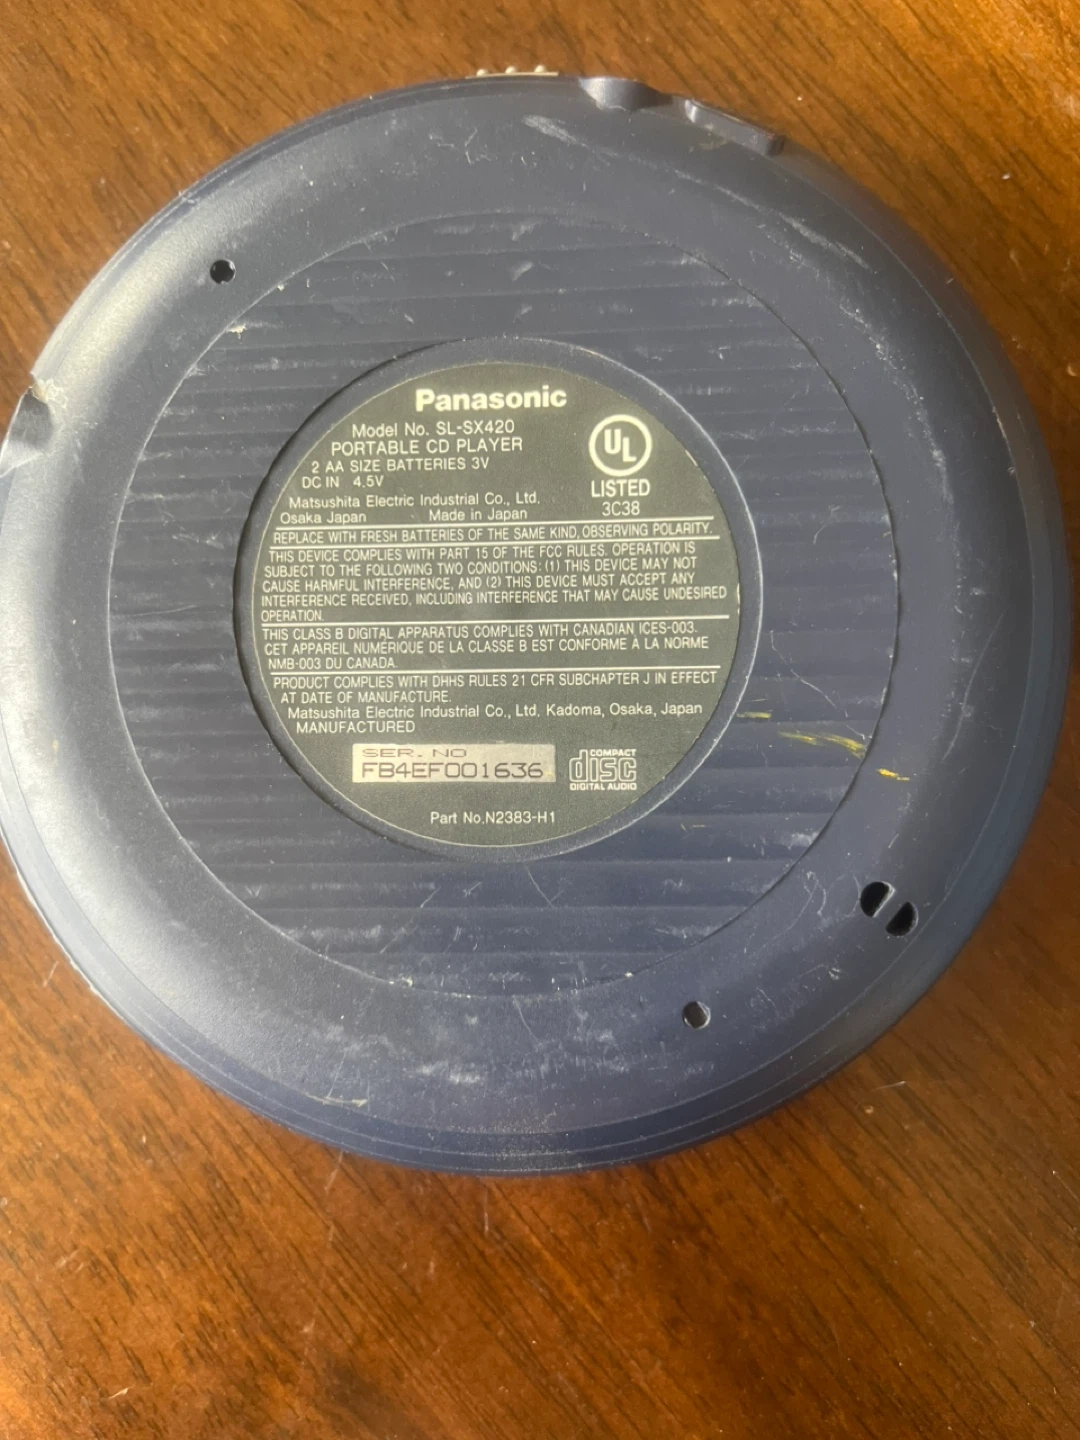 Panasonic
Model No. SL-SX420
PORTABLE CD PLAYER
2 AA SIZE BATTERIES 3V
DC IN 4.5V
Matsushita Electric Industrial Co., Ltd.
Osaka Japan Made in Japan
UL
LISTED
3C38
REPLACE WITH FRESH BATTERIES OF THE SAME KIND, OBSERVING POLARITY.
THIS DEVICE COMPLIES WITH PART 15 OF THE FCC RULES. OPERATION IS
SUBJECT TO THE FOLLOWING TWO CONDITIONS: (1) THIS DEVICE MAY NOT
CAUSE HARMFUL INTERFERENCE, AND (2) THIS DEVICE MUST ACCEPT ANY
INTERFERENCE RECEIVED, INCLUDING INTERFERENCE THAT MAY CAUSE UNDESIRED
OPERATION.
THIS CLASS B DIGITAL APPARATUS COMPLIES WITH CANADIAN ICES-003.
CET APPAREIL NUMÉRIQUE DE LA CLASSE B EST CONFORME A LA NORME
NMB-003 DU CANADA.
PRODUCT COMPLIES WITH DHHS RULES 21 CFR SUBCHAPTER J IN EFFECT
AT DATE OF MANUFACTURE.
Matsushita Electric Industrial Co., Ltd. Kadoma, Osaka, Japan
MANUFACTURED
SER. NO
FB4EF001636
COMPACT
disc
DIGITAL AUDIO
Part No.N2383-H1